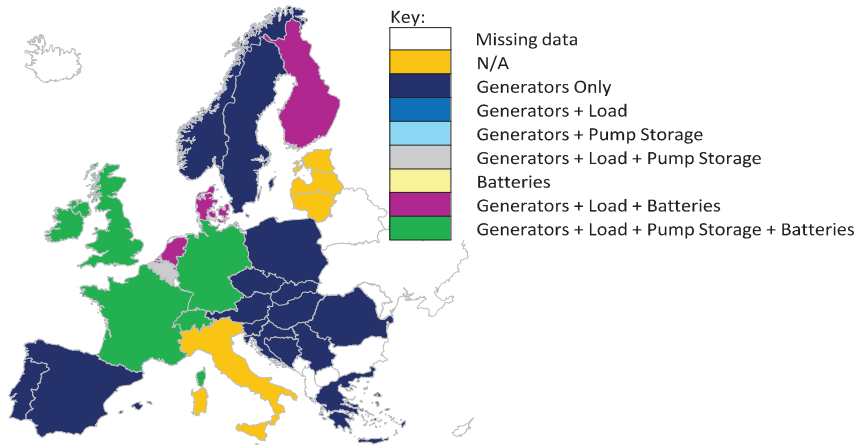 Key:
Missing data
N/A
Generators Only
Generators + Load
Generators + Pump Storage
Generators + Load + Pump Storage
Batteries
Generators + Load + Batteries
Generators + Load + Pump Storage + Batteries